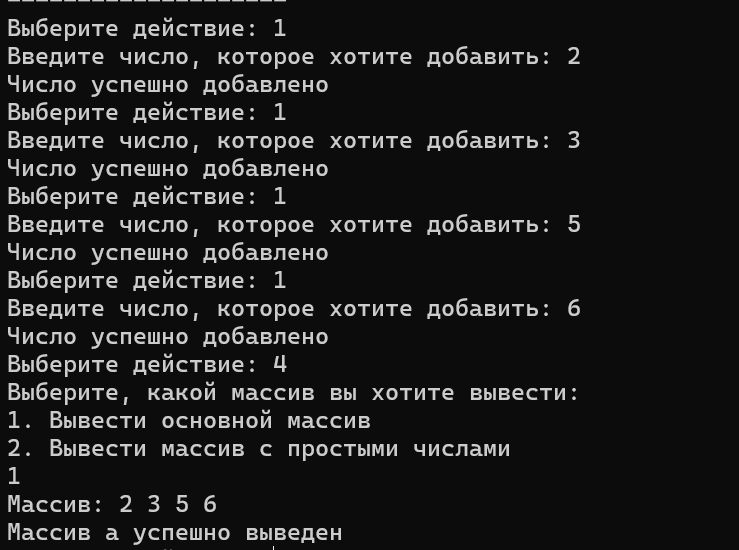 Выберите действие: 1
Введите число, которое хотите добавить: 2
Число успешно добавлено
Выберите действие: 1
Введите число, которое хотите добавить: 3
Число успешно добавлено
Выберите действие: 1
Введите число, которое хотите добавить: 5
Число успешно добавлено
Выберите действие: 1
Введите число, которое хотите добавить: 6
Число успешно добавлено
Выберите действие: 4
Выберите, какой массив вы хотите вывести:
1. Вывести основной массив
2. Вывести массив с простыми числами
1
Массив: 2 3 5 6
Массив а успешно выведен